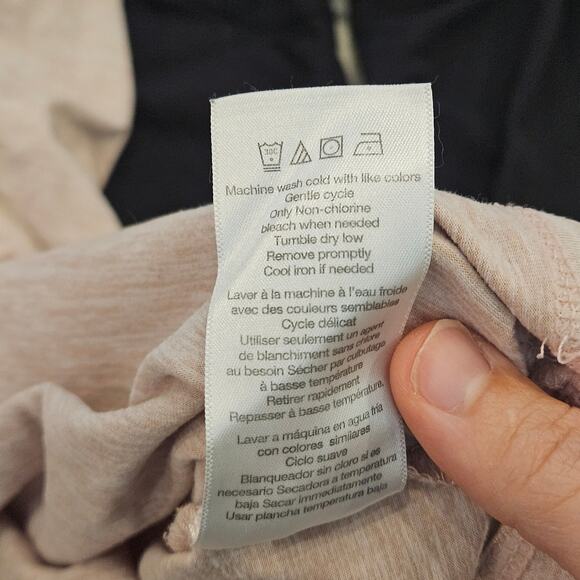 30C
Machine wash cold with like colors
Gentle cycle
Only Non-chlorine
bleach when needed
Tumble dry low
Remove promptly
Cool iron if needed
Laver à la machine à l'eau froide
avec des couleurs semblables
Cycle délicat
Utiliser seulement un agent
de blanchiment sans chlore
au besoin Sécher par culbutage
à basse température
Retirer rapidement
Repasser à basse température.
Lavar a máquina en agua fría
con colores similares
Ciclo suave
Blanqueador sin cloro si es
necesario Secadora a temperatura
baja Sacar immediatamente
Usar plancha temperatura baja